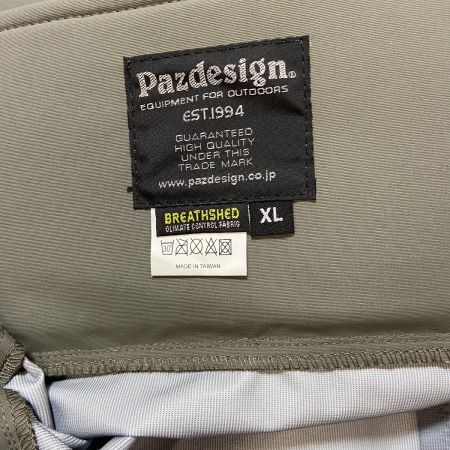 Pazdesign®
EQUIPMENT FOR OUTDOORS
EST.1994
GUARANTEED
HIGH QUALITY
UNDER THIS
TRADE MARK
www.pazdesign.co.jp
BREATHSHED XL
CLIMATE CONTROL FABRIC
30
MADE IN TAIWAN